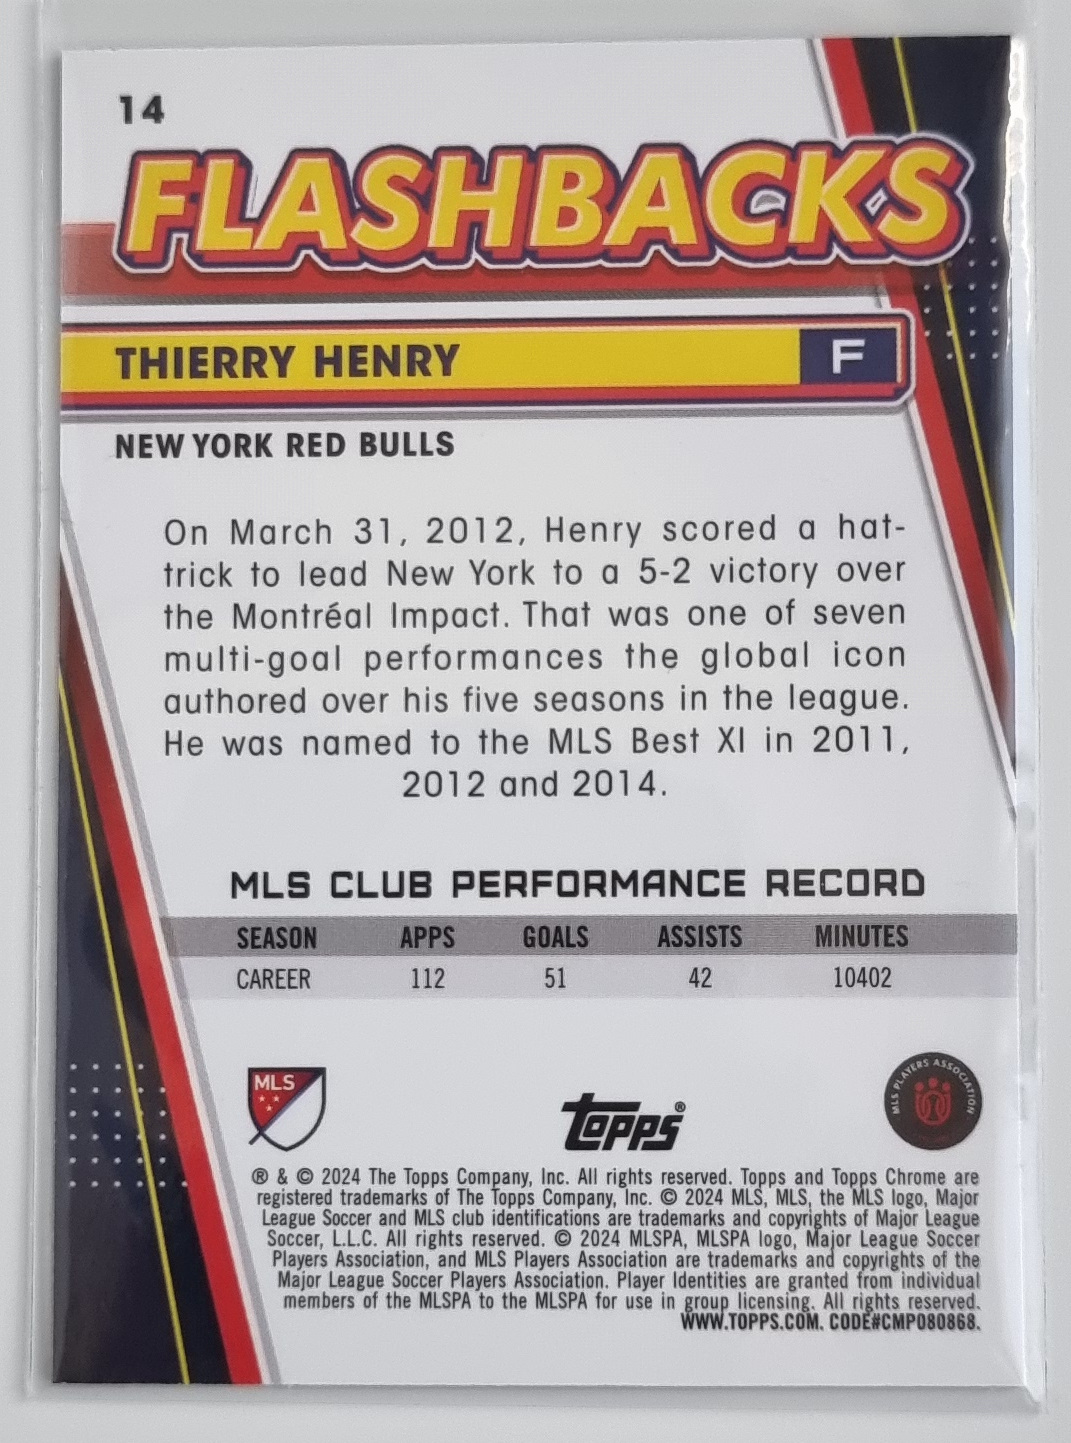 14
FLASHBACKS
THIERRY HENRY F
NEW YORK RED BULLS
On March 31, 2012, Henry scored a hat-
trick to lead New York to a 5-2 victory over
the Montréal Impact. That was one of seven
multi-goal performances the global icon
authored over his five seasons in the league.
He was named to the MLS Best XI in 2011,
2012 and 2014.
MLS CLUB PERFORMANCE RECORD
SEASON APPS GOALS ASSISTS MINUTES
CAREER 112 51 42 10402
MLS
Topps®
MLS PLAYERS ASSOCIATION
® & © 2024 The Topps Company, Inc. All rights reserved. Topps and Topps Chrome are
registered trademarks of The Topps Company, Inc. © 2024 MLS, MLS, the MLS logo, Major
League Soccer and MLS club identifications are trademarks and copyrights of Major League
Soccer, L.L.C. All rights reserved. © 2024 MLSPA, MLSPA logo, Major League Soccer
Players Association, and MLS Players Association are trademarks and copyrights of the
Major League Soccer Players Association. Player Identities are granted from individual
members of the MLSPA to the MLSPA for use in group licensing. All rights reserved.
WWW.TOPPS.COM. CODE#CMP080868.